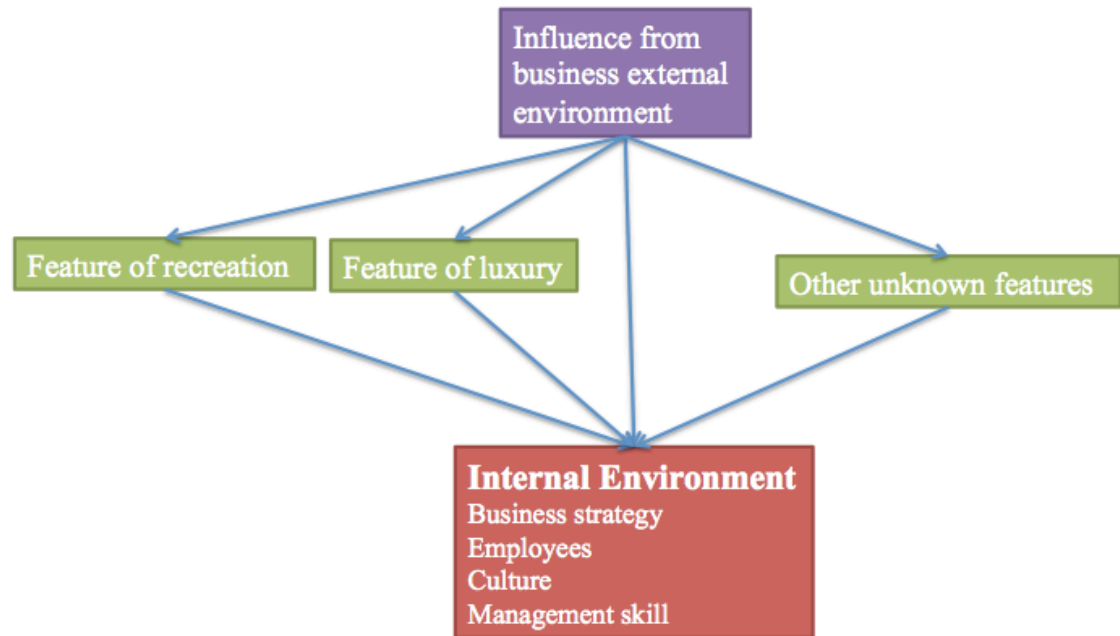 Influence from
business external
environment
Feature of recreation
Feature of luxury
Other unknown features
Internal Environment
Business strategy
Employees
Culture
Management skill